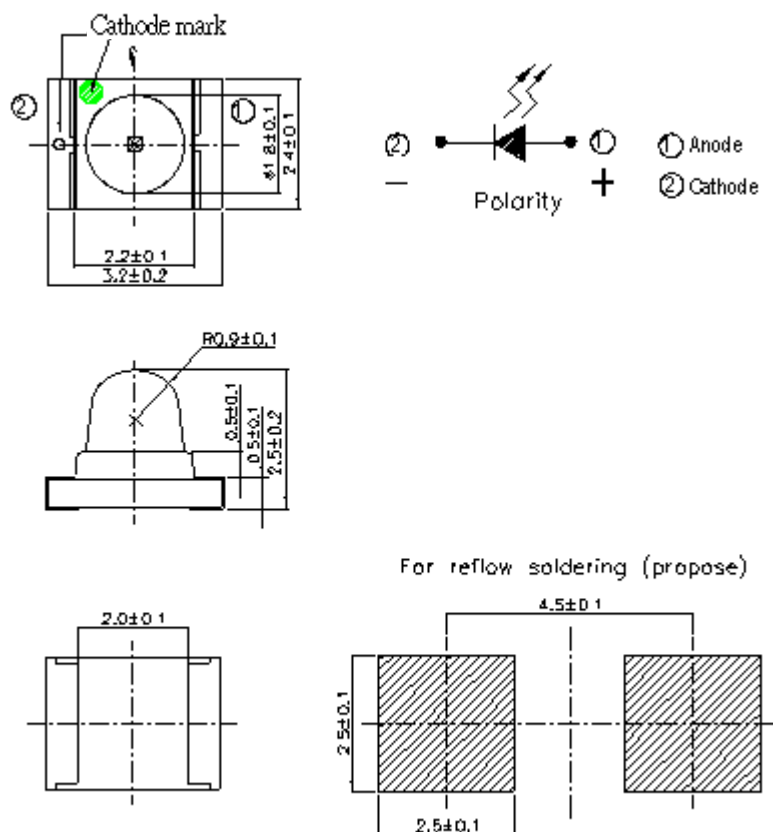 Cathode mark
②
①
ø1.8±0.1
2.4±0.1
2.2±0.1
3.2±0.2
(2)
①
① Anode
−
+
② Cathode
Polarity
R0.9±0.1
0.5±0.1
0.5±0.1
2.5±0.2
For reflow soldering (propose)
2.0±0.1
4.5±0.1
2.5±0.1
2.5±0.1